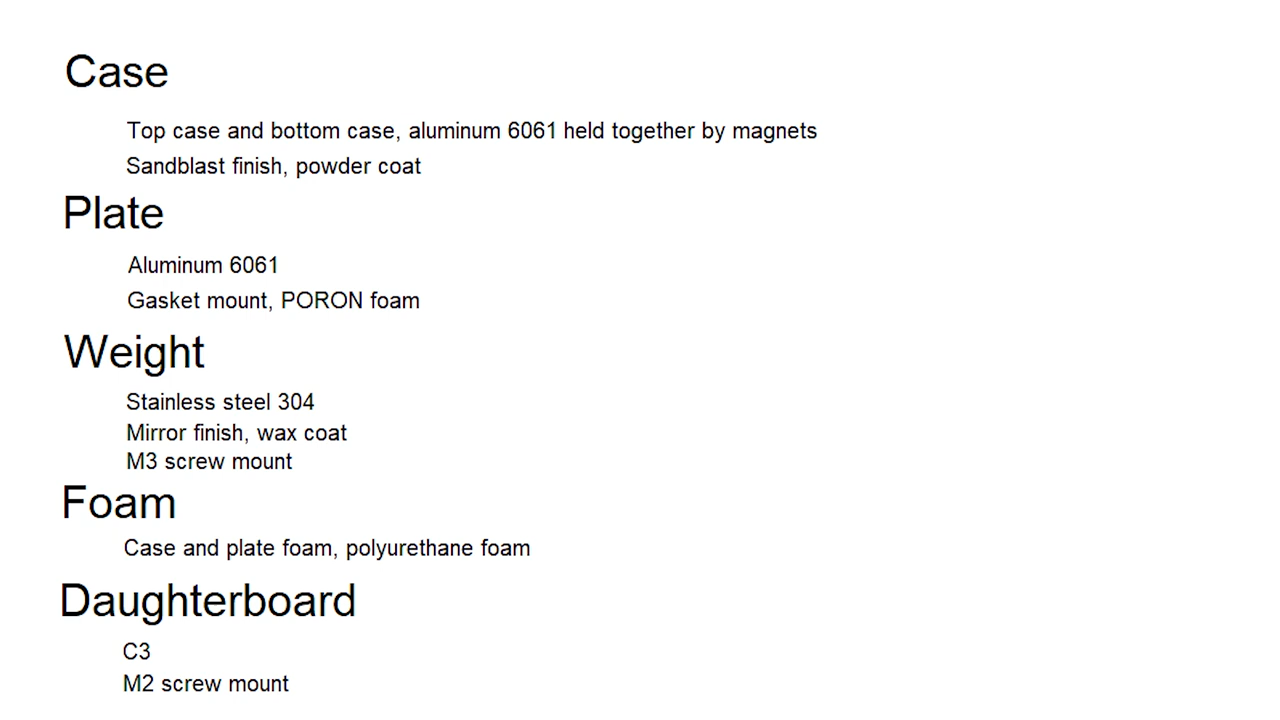 Case
Top case and bottom case, aluminum 6061 held together by magnets
Sandblast finish, powder coat
Plate
Aluminum 6061
Gasket mount, PORON foam
Weight
Stainless steel 304
Mirror finish, wax coat
M3 screw mount
Foam
Case and plate foam, polyurethane foam
Daughterboard
C3
M2 screw mount